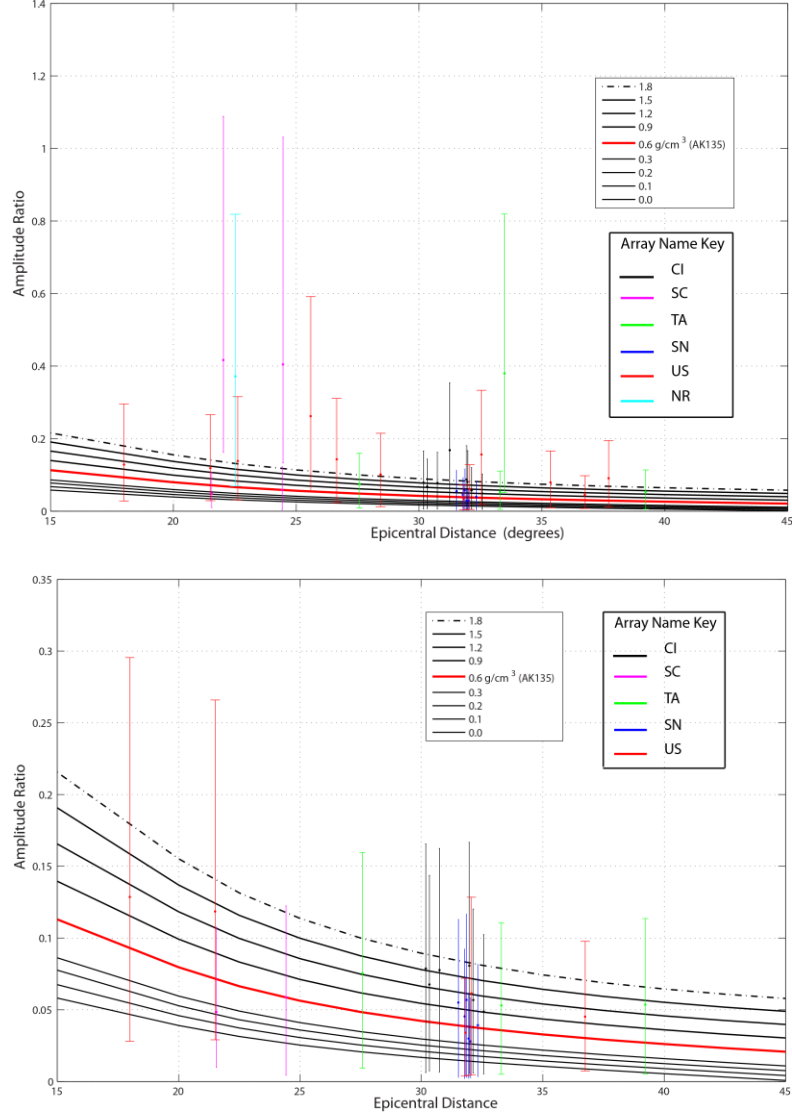 1.4
1.2
1
0.8
0.6
0.4
0.2
0
Amplitude Ratio
1.8
1.5
1.2
0.9
0.6 g/cm 3 (AK135)
0.3
0.2
0.1
0.0
Array Name Key
CI
SC
TA
SN
US
NR
15 20 25 30 35 40 45
Epicentral Distance (degrees)
0.35
0.3
0.25
0.2
0.15
0.1
0.05
0
Amplitude Ratio
1.8
1.5
1.2
0.9
0.6 g/cm 3 (AK135)
0.3
0.2
0.1
0.0
Array Name Key
CI
SC
TA
SN
US
15 20 25 30 35 40 45
Epicentral Distance